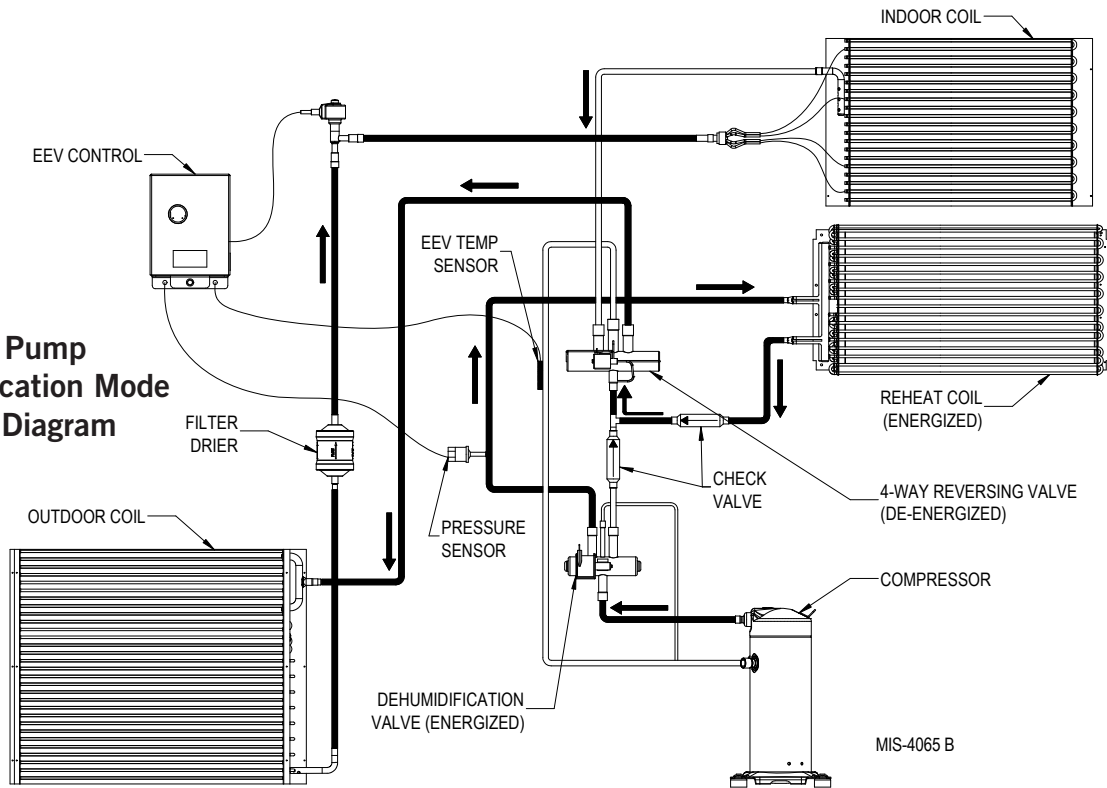 INDOOR COIL
EEV CONTROL
EEV TEMP
SENSOR
Pump
cation Mode
Diagram
FILTER
DRIER
REHEAT COIL
(ENERGIZED)
CHECK
VALVE
4-WAY REVERSING VALVE
(DE-ENERGIZED)
OUTDOOR COIL
PRESSURE
SENSOR
COMPRESSOR
DEHUMIDIFICATION
VALVE (ENERGIZED)
MIS-4065 B